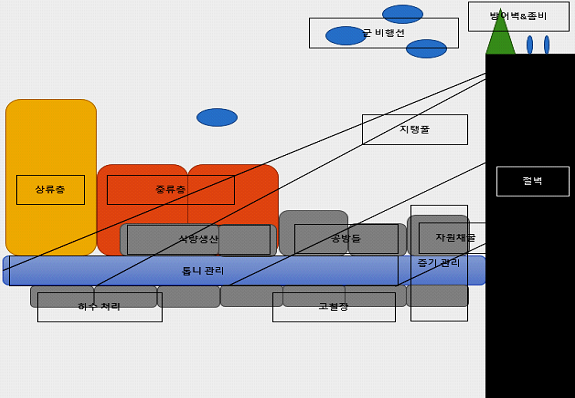 방어벽&좀비
군 비행선
지탱풀
절벽
상류층
중류층
식량생산
공방들
자원채굴
톱니 관리
증기 관리
하수 처리
고철장